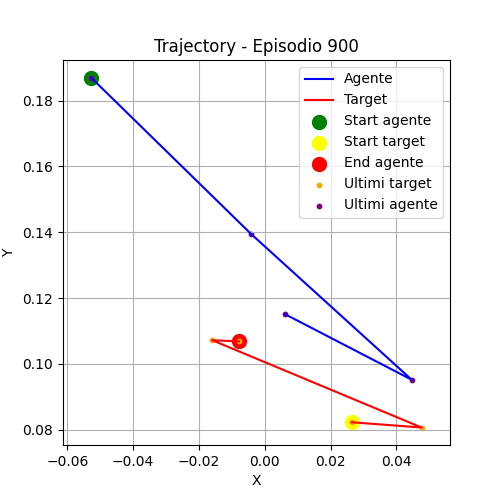 Trajectory - Episodio 900
Agente
Target
Start agente
Start target
End agente
Ultimi target
Ultimi agente
0.18
0.16
0.14
0.12
0.10
0.08
Y
−0.06 −0.04 −0.02 0.00 0.02 0.04
X